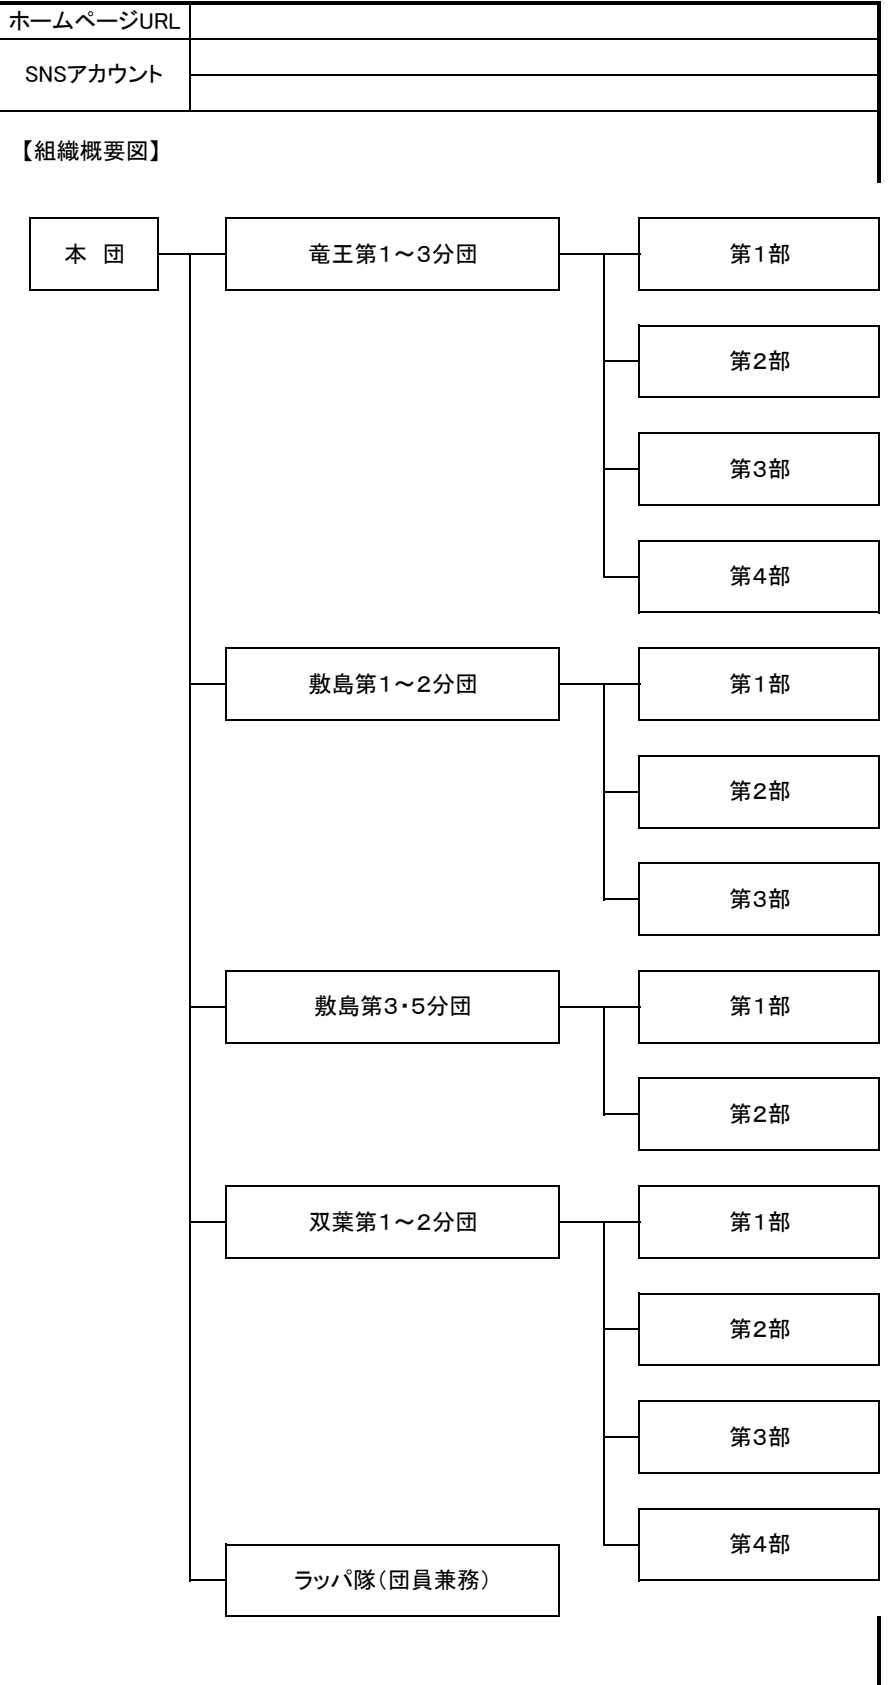 ホームページURL
SNSアカウント
【組織概要図】
本　団
竜王第１～３分団
第１部
第２部
第３部
第４部
敷島第１～２分団
第１部
第２部
第３部
敷島第３・５分団
第１部
第２部
双葉第１～２分団
第１部
第２部
第３部
第４部
ラッパ隊（団員兼務）